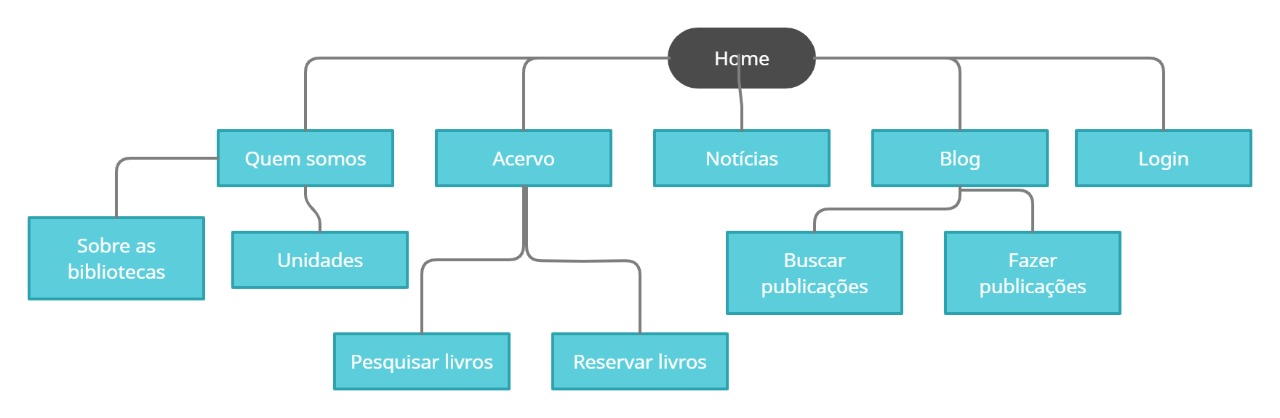 Home
Quem somos
Acervo
Notícias
Blog
Login
Sobre as
bibliotecas
Unidades
Buscar
publicações
Fazer
publicações
Pesquisar livros
Reservar livros